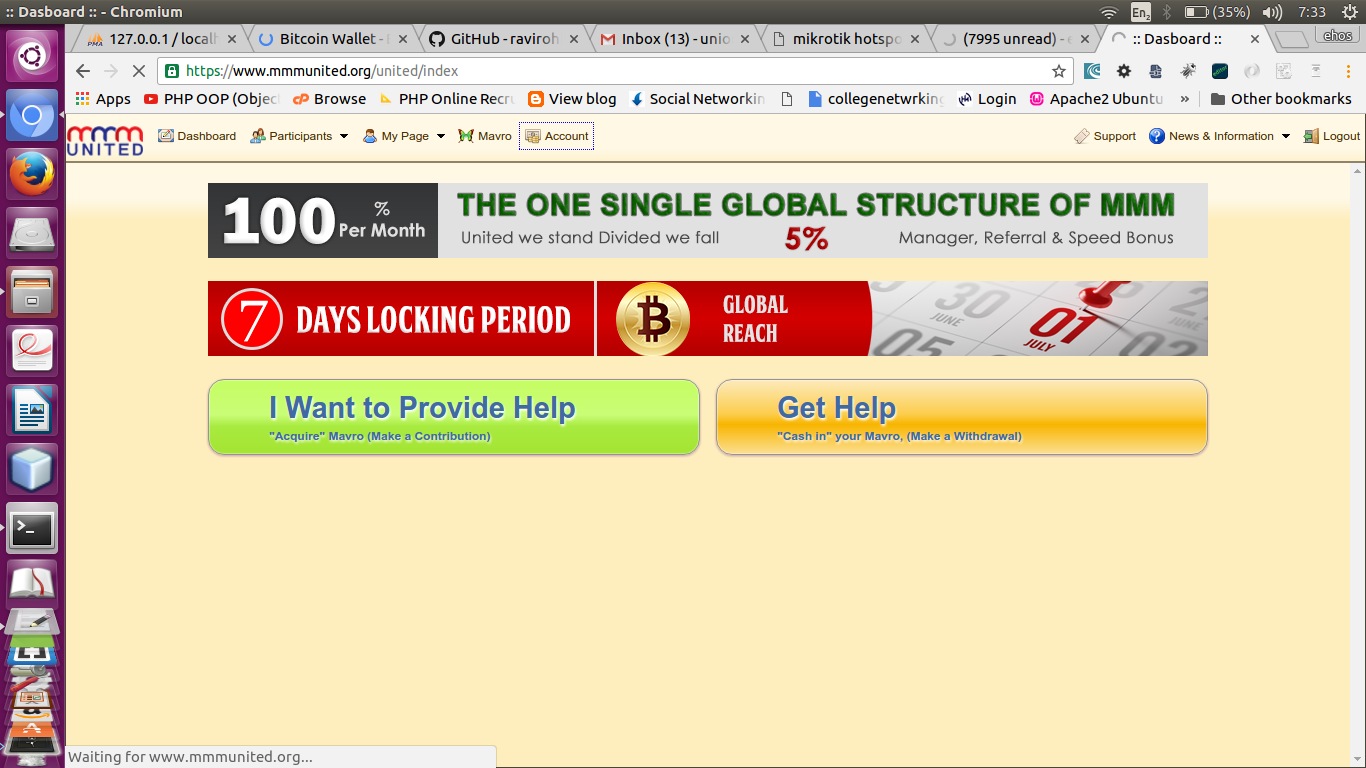 :: Dasboard :: - Chromium
En2
(35%)
7:33
127.0.0.1 / localh
Bitcoin Wallet -
GitHub - raviroh
Inbox (13) - unio
mikrotik hotspo
(7995 unread) - e
:: Dasboard ::
ehos
https://www.mmmunited.org/united/index
Apps
PHP OOP (Objec
Browse
PHP Online Recru
View blog
Social Networkin
collegenetwrking
Login
Apache2 Ubuntu
»
Other bookmarks
mmm
UNITED
Dashboard
Participants
My Page
Mavro
Account
Support
News & Information
Logout
100 % Per Month
THE ONE SINGLE GLOBAL STRUCTURE OF MMM
United we stand Divided we fall
5%
Manager, Referral & Speed Bonus
7 DAYS LOCKING PERIOD
GLOBAL
REACH
30
JUNE
01
JULY
05
02
I Want to Provide Help
"Acquire" Mavro (Make a Contribution)
Get Help
"Cash in" your Mavro, (Make a Withdrawal)
Waiting for www.mmmunited.org...